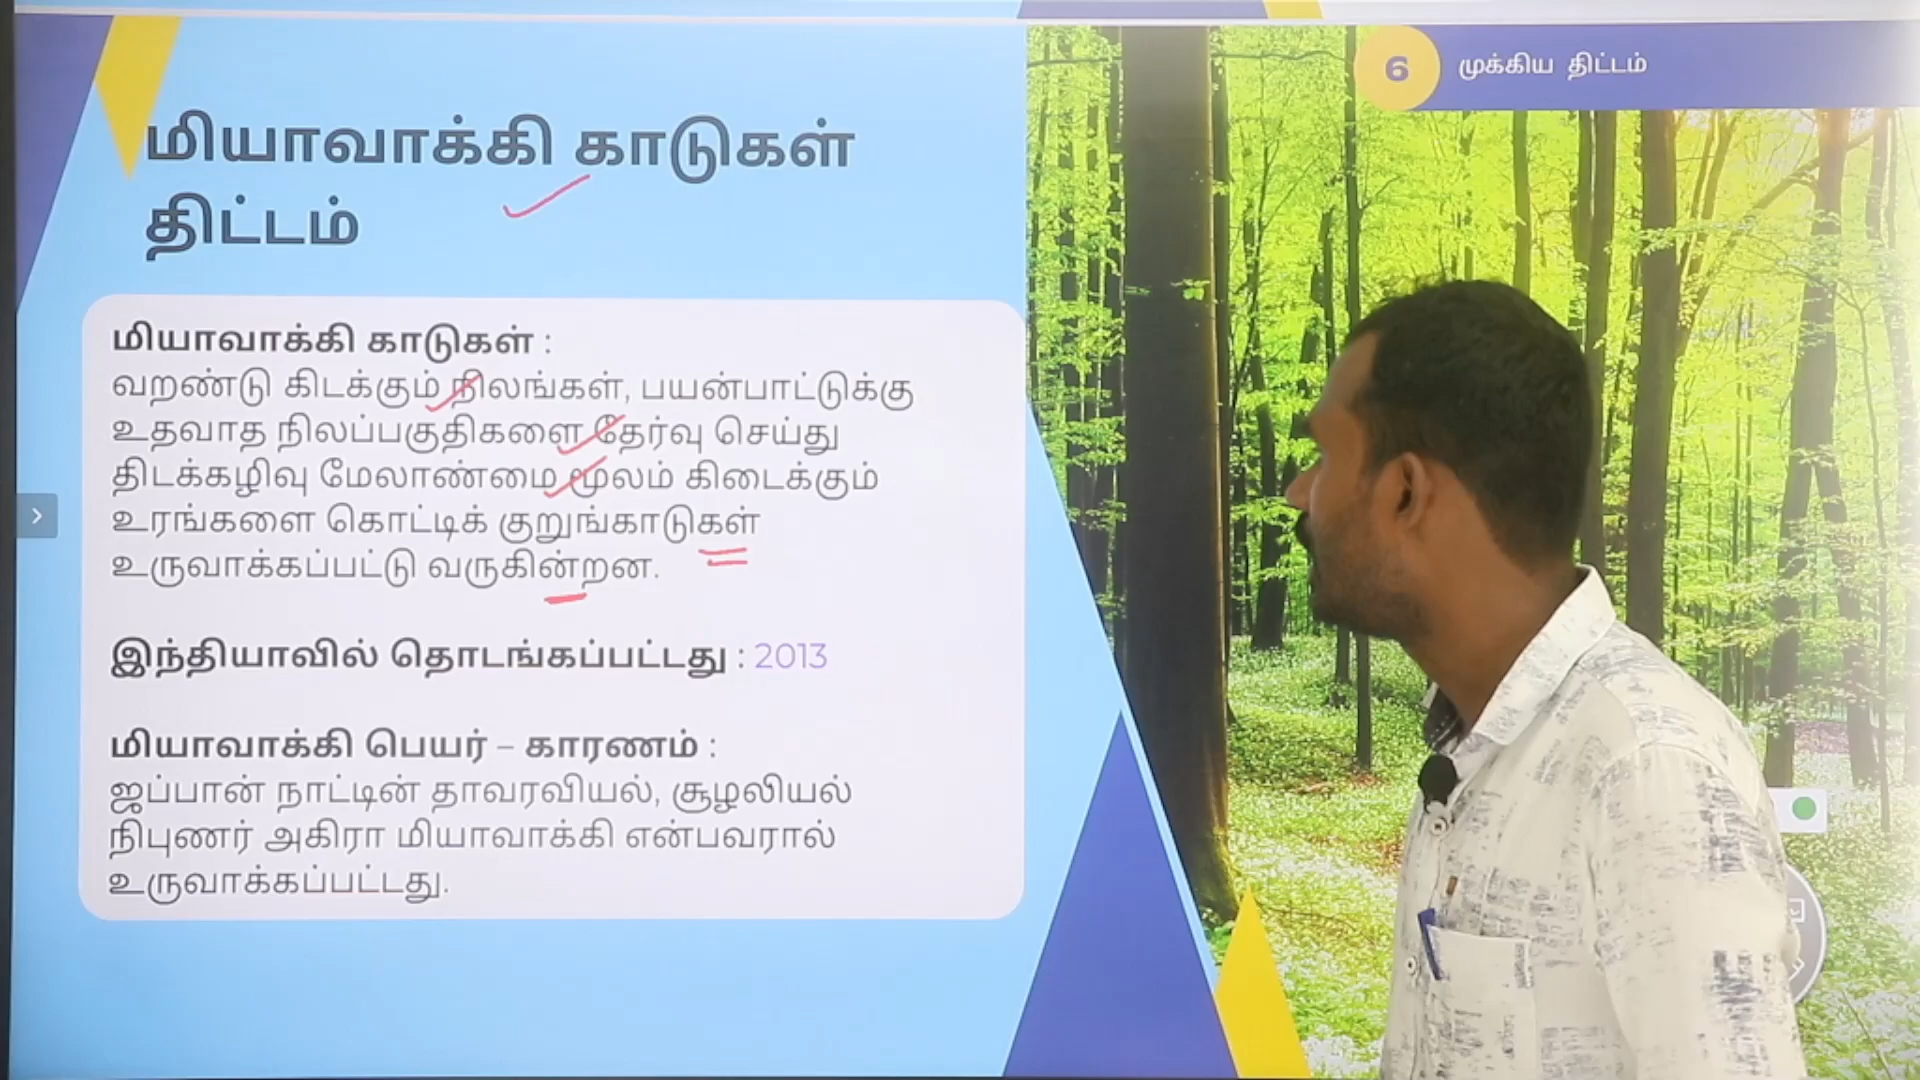 6 முக்கிய திட்டம்
மியாவாக்கி காடுகள்
திட்டம்
மியாவாக்கி காடுகள் :
வறண்டு கிடக்கும் நிலங்கள், பயன்பாட்டுக்கு
உதவாத நிலப்பகுதிகளை தேர்வு செய்து
திடக்கழிவு மேலாண்மை மூலம் கிடைக்கும்
உரங்களை கொட்டிக் குறுங்காடுகள்
உருவாக்கப்பட்டு வருகின்றன.
இந்தியாவில் தொடங்கப்பட்டது : 2013
மியாவாக்கி பெயர் – காரணம் :
ஜப்பான் நாட்டின் தாவரவியல், சூழலியல்
நிபுணர் அகிரா மியாவாக்கி என்பவரால்
உருவாக்கப்பட்டது.